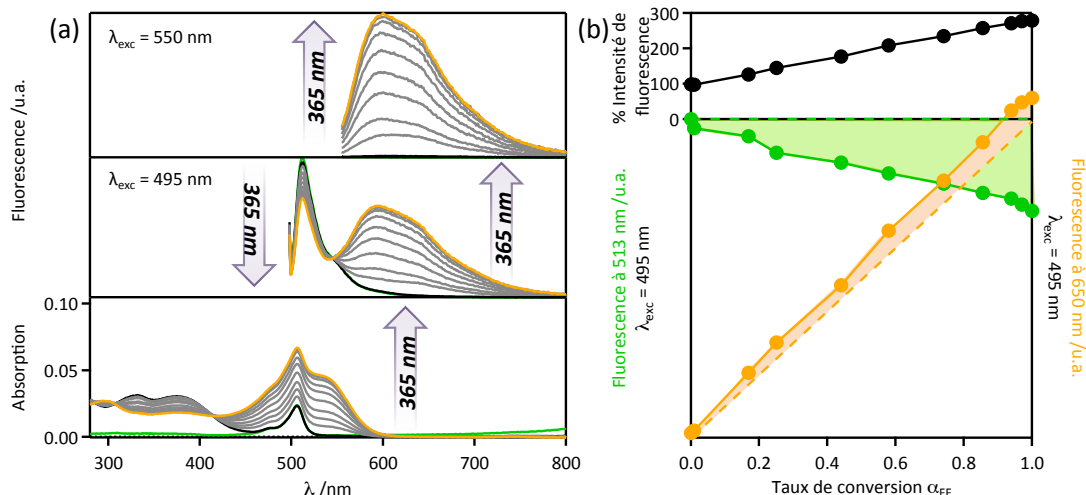 (a)
λexc = 550 nm
365 nm
Fluorescence /u.a.
λexc = 495 nm
365 nm
365 nm
0.10
0.05
0.00
Absorption
365 nm
300
400
500
600
700
800
λ /nm
(b)
300
200
100
0
% Intensité de
fluorescence
Fluorescence à 513 nm /u.a.
λexc = 495 nm
λexc = 495 nm
Fluorescence à 650 nm /u.a.
0.0
0.2
0.4
0.6
0.8
1.0
Taux de conversion αFF